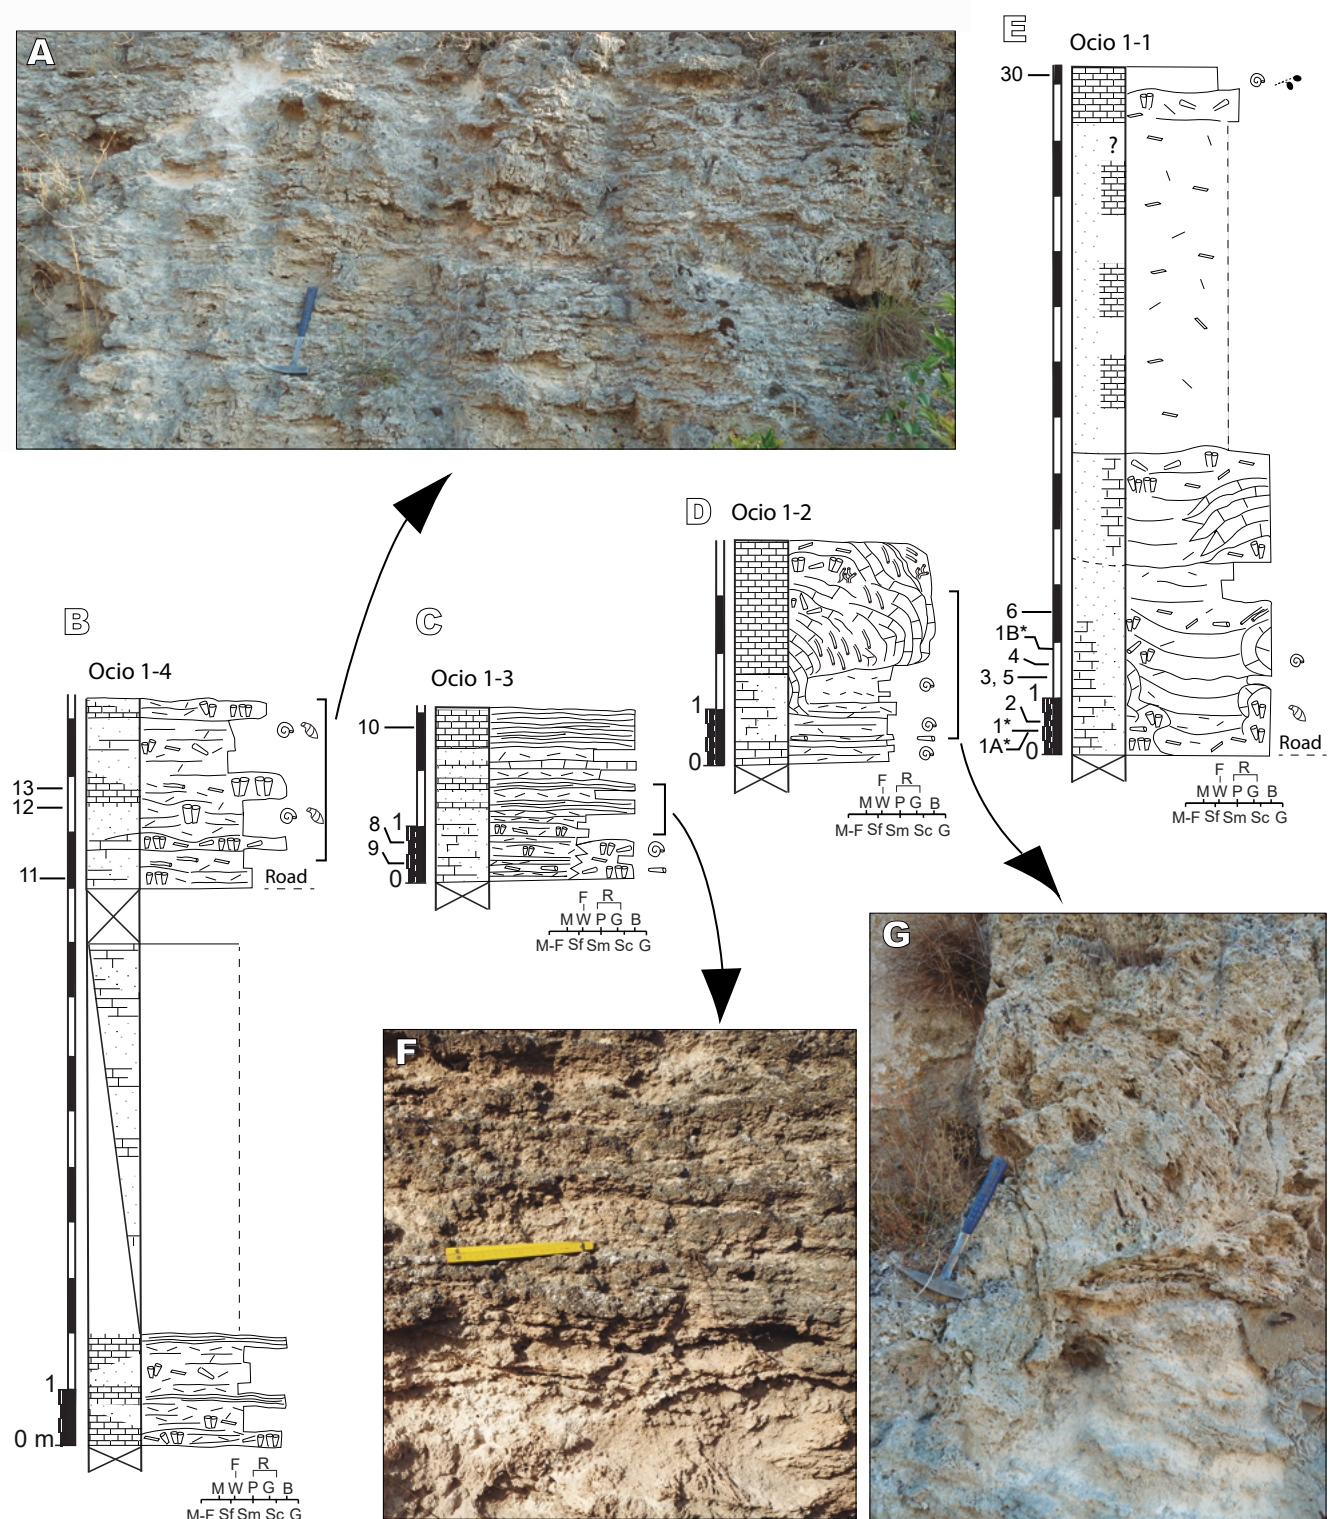 A
E
Ocio 1-1
30
?
6
1B*
4
3, 5
1
2
1*
1A*
0
Road
F R
M W P G B
M-F Sf Sm Sc G
D
Ocio 1-2
1
0
F R
M W P G B
M-F Sf Sm Sc G
B
Ocio 1-4
13
12
11
Road
1
0 m
F R
M W P G B
M-F Sf Sm Sc G
C
Ocio 1-3
10
8
1
9
0
F R
M W P G B
M-F Sf Sm Sc G
F
G